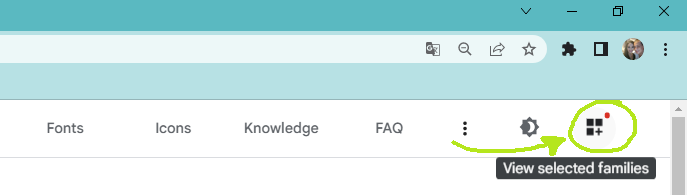 Fonts Icons Knowledge FAQ
View selected families